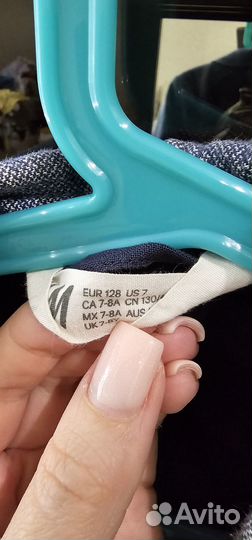 EUR 128 US 7
CA 7-8A CN 130/
MX 7-8A AUS
UK 7-8Y
Avito